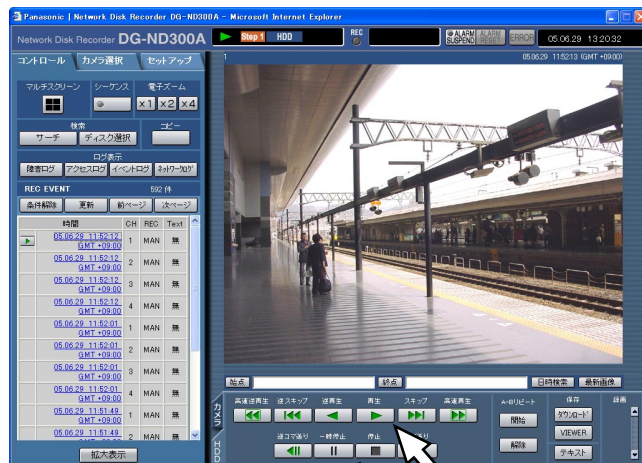 Panasonic | Network Disk Recorder DG-ND300A - Microsoft Internet Explorer
Network Disk Recorder DG-ND300A
Step 1 HDD
REC
ALARM SUSPEND
ALARM RESET
ERROR
05.06.29 13:20:32
コントロール カメラ選択 セットアップ
マルチスクリーン シーケンス 電子ズーム
x1 x2 x4
検索 コピー
サーチ ディスク選択
ログ表示
障害ログ アクセスログ イベントログ ネットワークログ
REC EVENT 592 件
条件解除 更新 前ページ 次ページ
時間 CH REC Text
05.06.29 11:52:12 GMT +09:00 1 MAN 無
05.06.29 11:52:12 GMT +09:00 2 MAN 無
05.06.29 11:52:12 GMT +09:00 3 MAN 無
05.06.29 11:52:12 GMT +09:00 4 MAN 無
05.06.29 11:52:01 GMT +09:00 1 MAN 無
05.06.29 11:52:01 GMT +09:00 2 MAN 無
05.06.29 11:52:01 GMT +09:00 3 MAN 無
05.06.29 11:52:01 GMT +09:00 4 MAN 無
05.06.29 11:51:49 GMT +09:00 1 MAN 無
05.06.29 11:51:49 2 MAN 無
拡大表示
1 05.06.29 11:52:13 (GMT +09:00)
始点 終点 日時検索 最新画像
カメラ
HDD
高速逆再生 逆スキップ 逆再生 再生 スキップ 高速再生
逆コマ送り 一時停止 停止
A-Bリピート
開始
解除
保存
ダウンロード
VIEWER
テキスト
録画